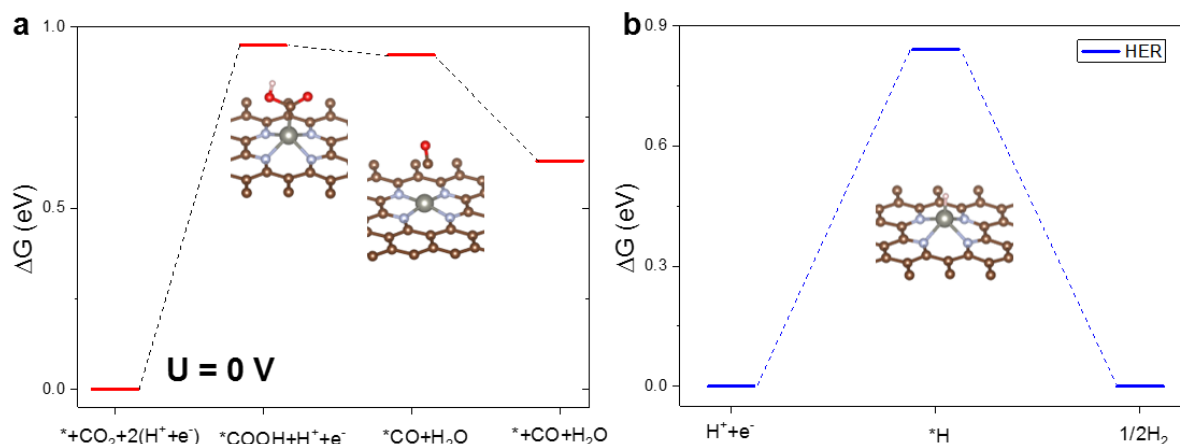 a
1.0
0.5
0.0
ΔG (eV)
U = 0 V
*+CO₂+2(H⁺+e⁻)
*COOH+H⁺+e⁻
*CO+H₂O
*+CO+H₂O
b
HER
0.9
0.6
0.3
0.0
ΔG (eV)
H⁺+e⁻
*H
1/2H₂